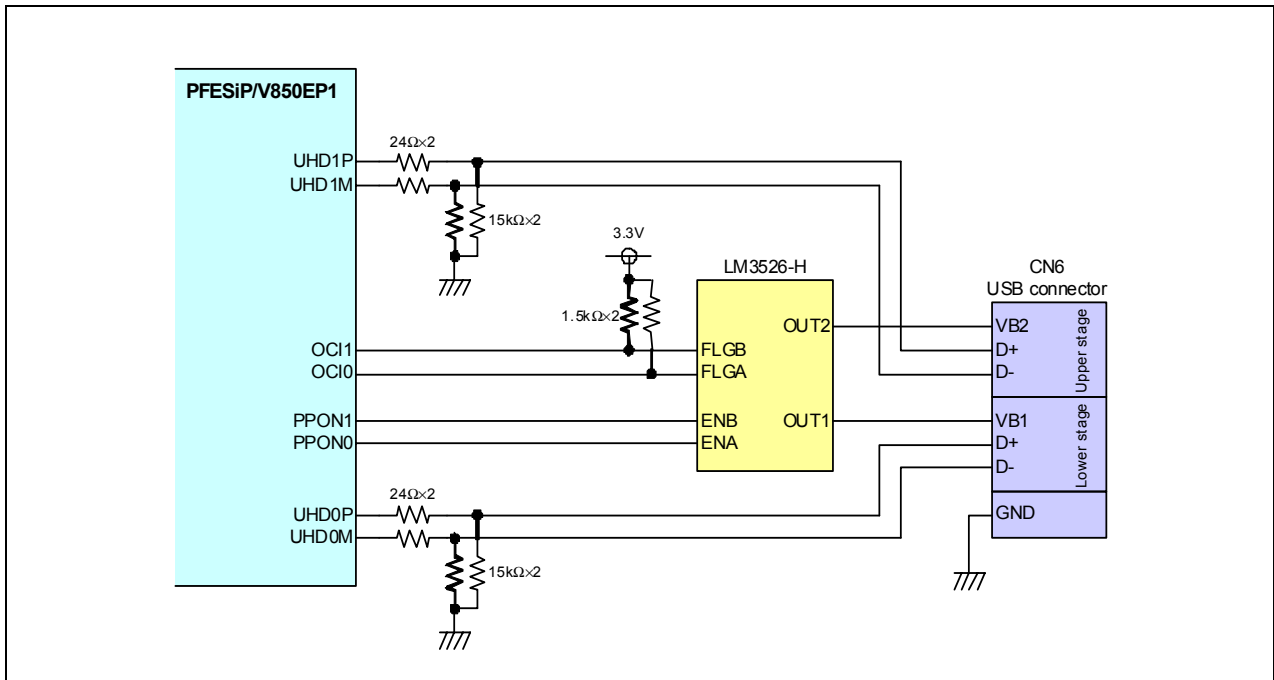 PFESiP/V850EP1
24Ω×2
UHD1P
UHD1M
15kΩ×2
3.3V
LM3526-H
CN6
USB connector
1.5kΩ×2
OUT2
VB2
OCI1
FLGB
D+
OCI0
FLGA
D-
Upper stage
PPON1
ENB
OUT1
VB1
PPON0
ENA
D+
D-
Lower stage
24Ω×2
UHD0P
GND
UHD0M
15kΩ×2